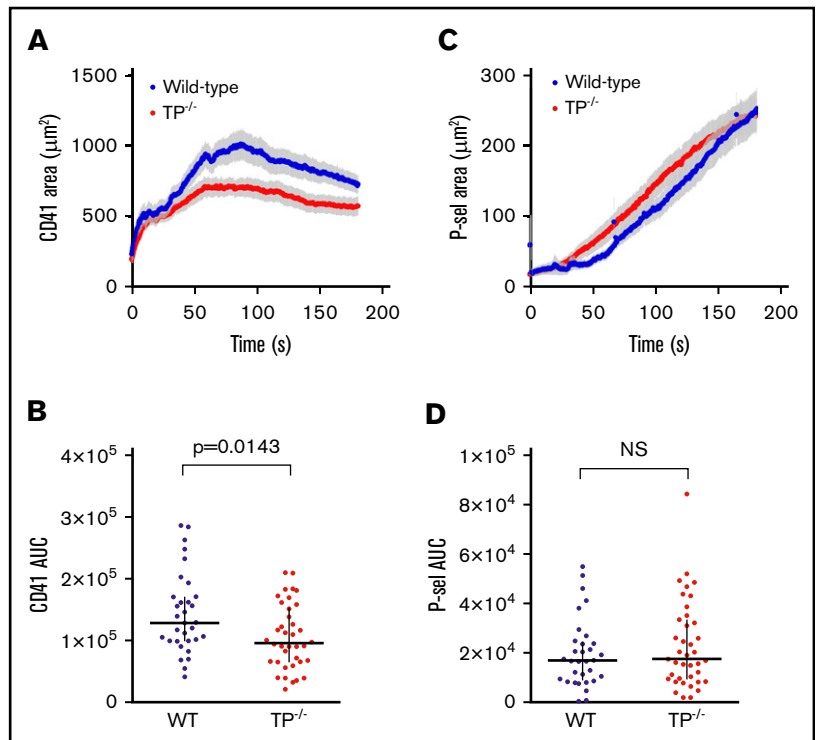 A
CD41 area (μm²)
1500
1000
500
0
0 50 100 150 200
Time (s)
Wild-type
TP-/-
C
P-sel area (μm²)
300
200
100
0
0 50 100 150 200
Time (s)
Wild-type
TP-/-
B
CD41 AUC
4×10⁵
3×10⁵
2×10⁵
1×10⁵
0
p=0.0143
WT TP-/-
D
P-sel AUC
1×10⁵
8×10⁴
6×10⁴
4×10⁴
2×10⁴
0
NS
WT TP-/-